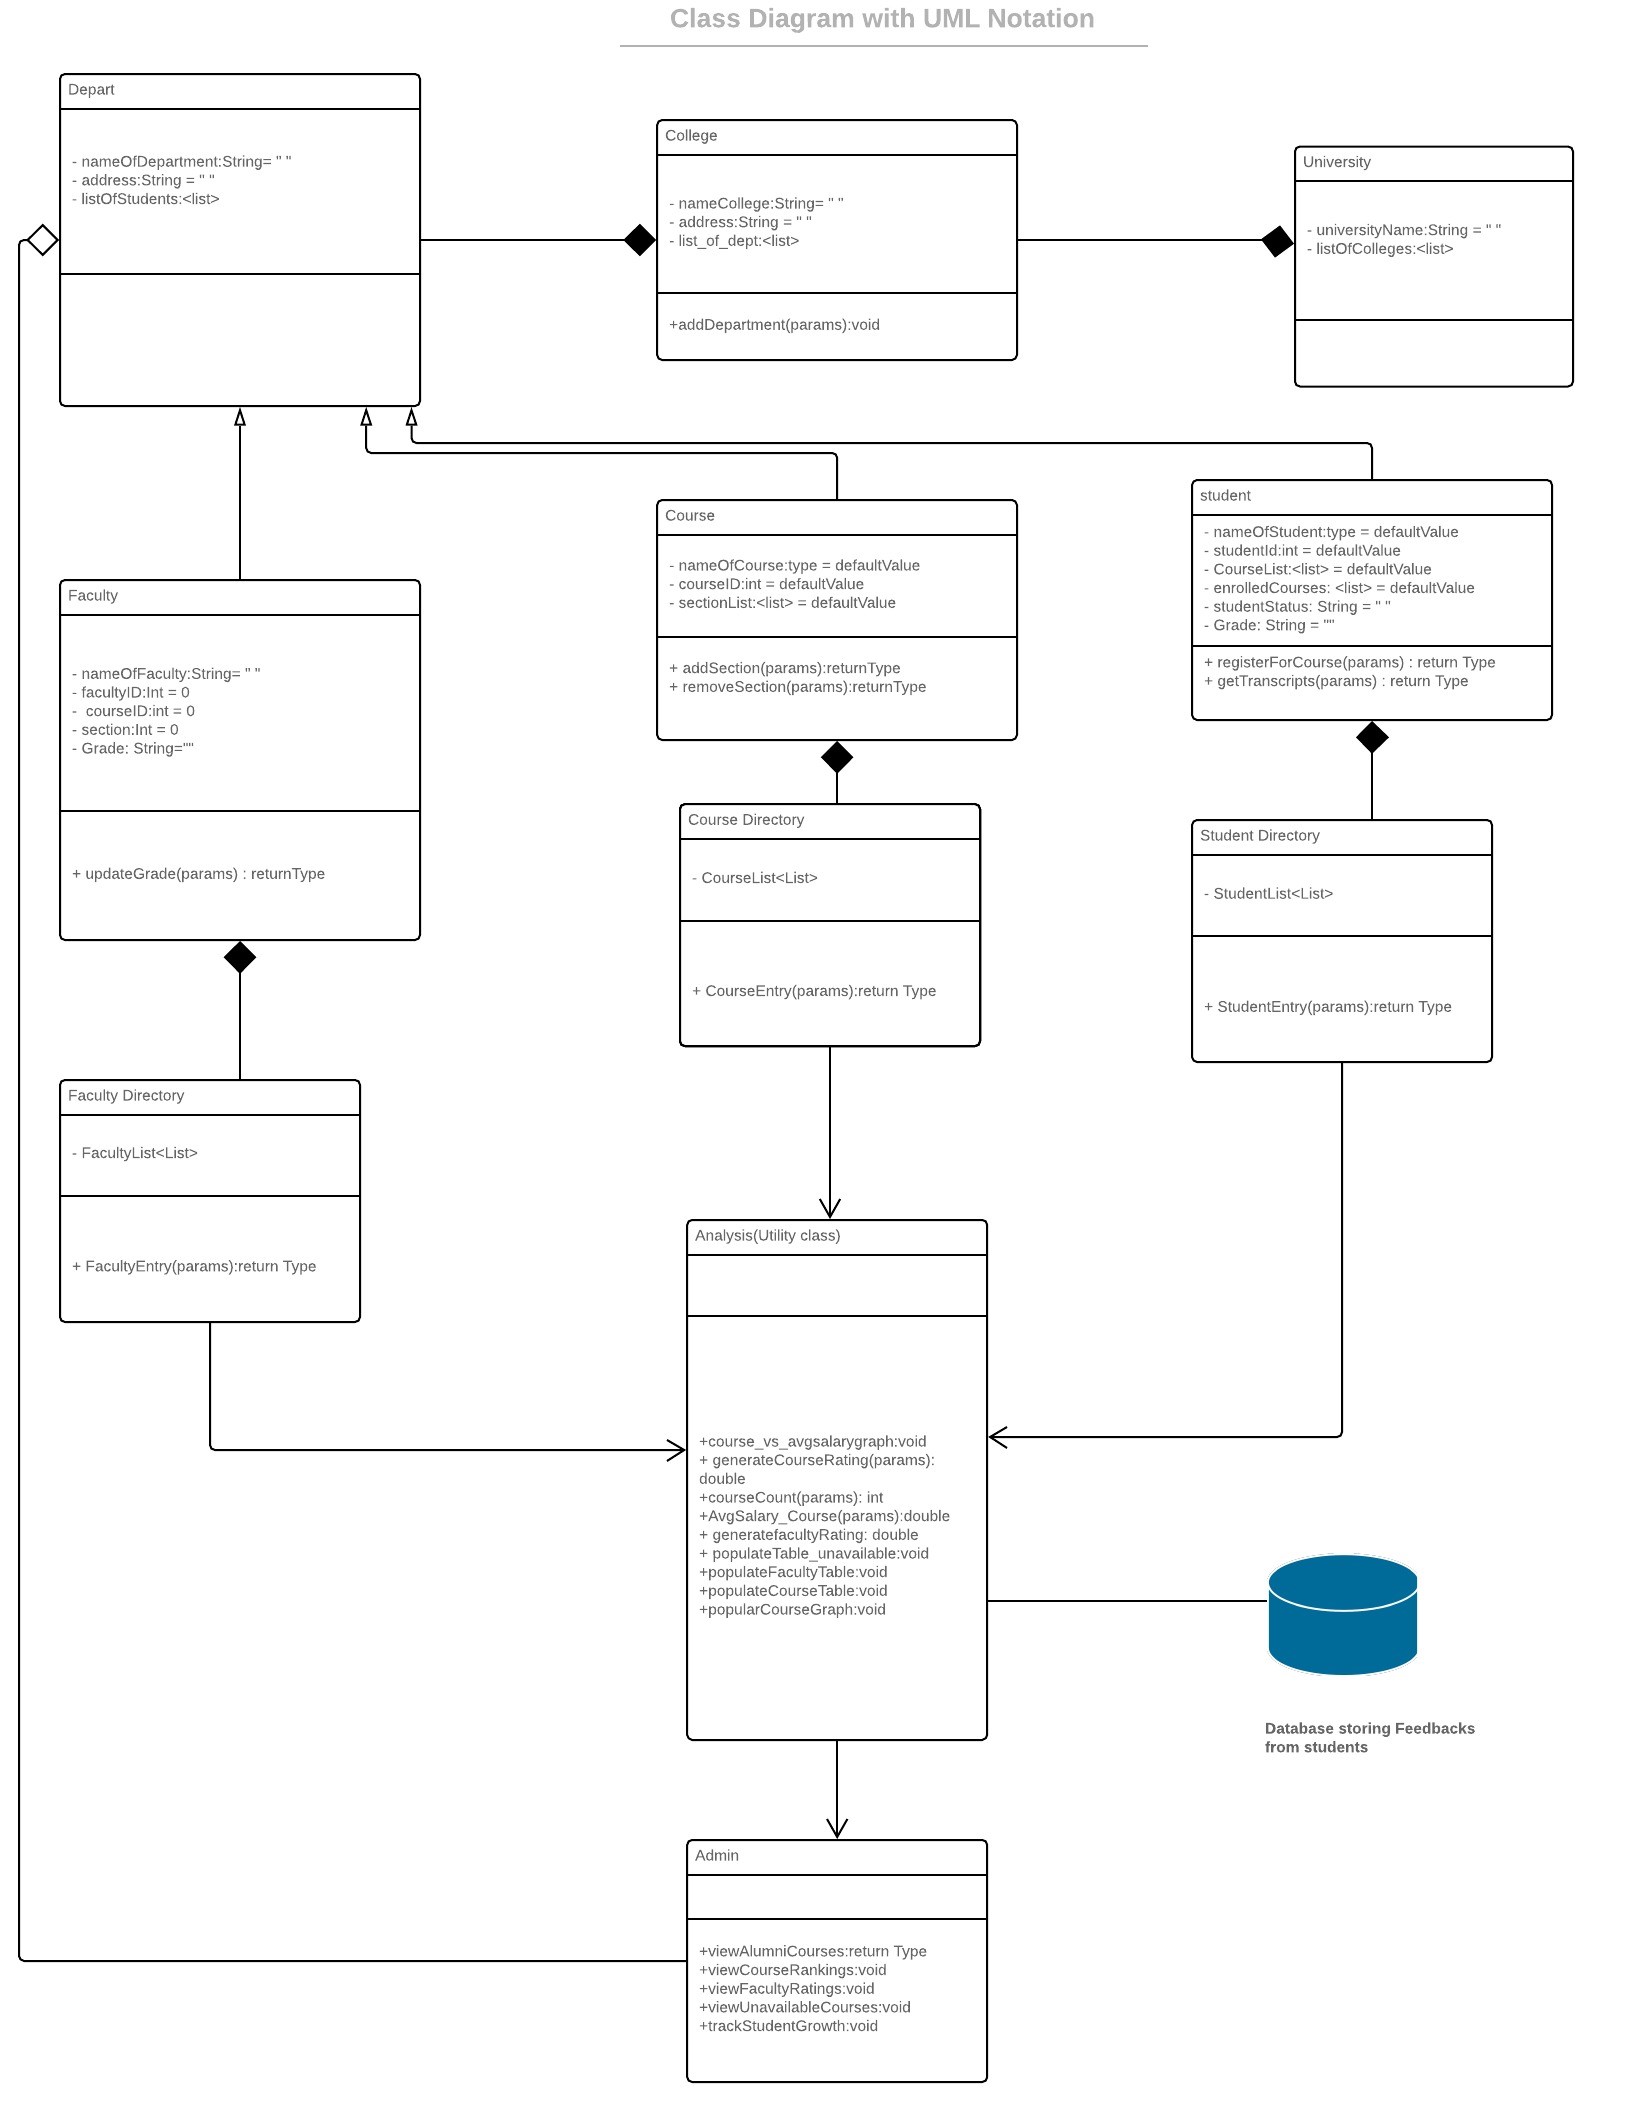 Class Diagram with UML Notation
Depart
- nameOfDepartment:String= " "
- address:String = " "
- listOfStudents:<list>
College
- nameCollege:String= " "
- address:String = " "
- list_of_dept:<list>
+addDepartment(params):void
University
- universityName:String = " "
- listOfColleges:<list>
Faculty
- nameOfFaculty:String= " "
- facultyID:Int = 0
-  courseID:int = 0
- section:Int = 0
- Grade: String=""
+ updateGrade(params) : returnType
Course
- nameOfCourse:type = defaultValue
- courseID:int = defaultValue
- sectionList:<list> = defaultValue
+ addSection(params):returnType
+ removeSection(params):returnType
student
- nameOfStudent:type = defaultValue
- studentId:int = defaultValue
- CourseList:<list> = defaultValue
- enrolledCourses: <list> = defaultValue
- studentStatus: String = " "
- Grade: String = ""
+ registerForCourse(params) : return Type
+ getTranscripts(params) : return Type
Course Directory
- CourseList<List>
+ CourseEntry(params):return Type
Student Directory
- StudentList<List>
+ StudentEntry(params):return Type
Faculty Directory
- FacultyList<List>
+ FacultyEntry(params):return Type
Analysis(Utility class)
+course_vs_avgsalarygraph:void
+ generateCourseRating(params):
double
+courseCount(params): int
+AvgSalary_Course(params):double
+ generatefacultyRating: double
+ populateTable_unavailable:void
+populateFacultyTable:void
+populateCourseTable:void
+popularCourseGraph:void
Database storing Feedbacks
from students
Admin
+viewAlumniCourses:return Type
+viewCourseRankings:void
+viewFacultyRatings:void
+viewUnavailableCourses:void
+trackStudentGrowth:void